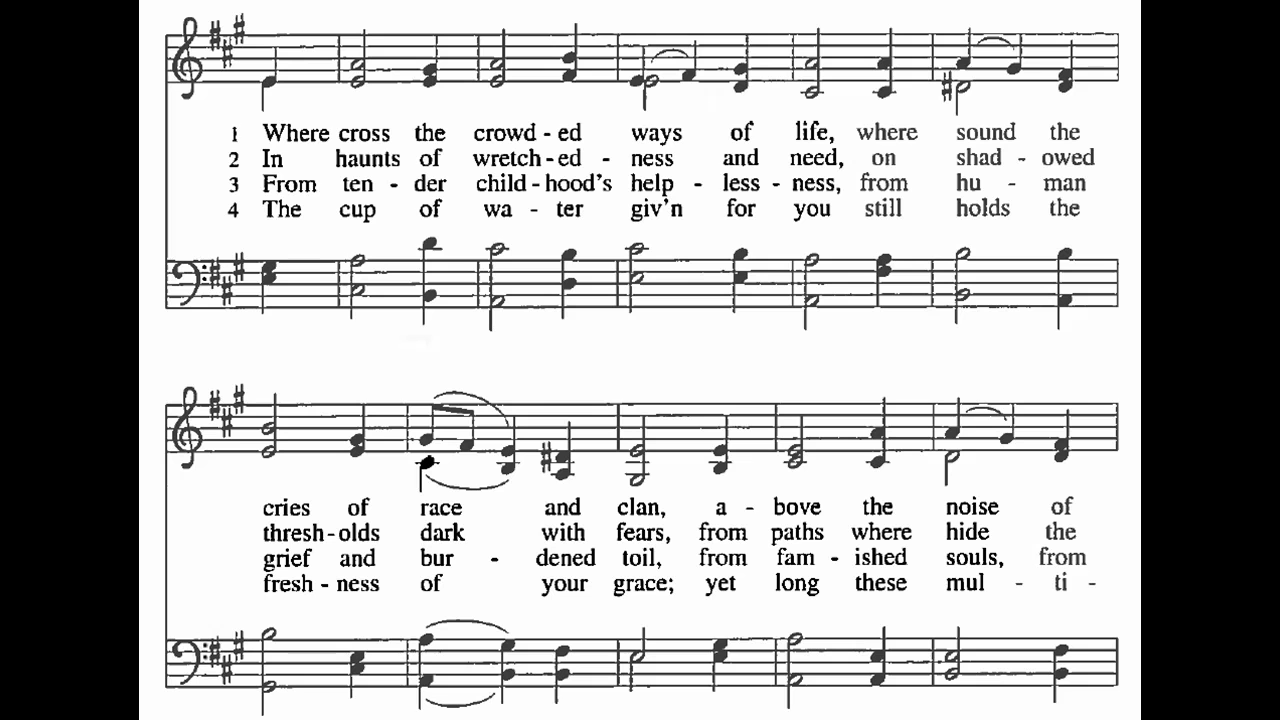 1 Where cross the crowd - ed ways of life, where sound the
2 In haunts of wretch - ed - ness and need, on shad - owed
3 From ten - der child - hood's help - less - ness, from hu - man
4 The cup of wa - ter giv'n for you still holds the
cries of race and clan, a - bove the noise of
thresh - olds dark with fears, from paths where hide the
grief and bur - dened toil, from fam - ished souls, from
fresh - ness of your grace; yet long these mul - ti -